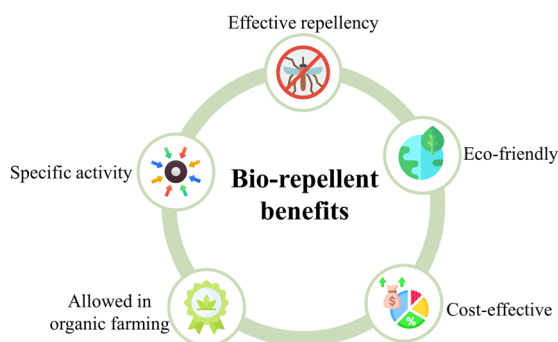 Effective repellency
Eco-friendly
Specific activity
Bio-repellent
benefits
Allowed in
organic farming
Cost-effective
$
%